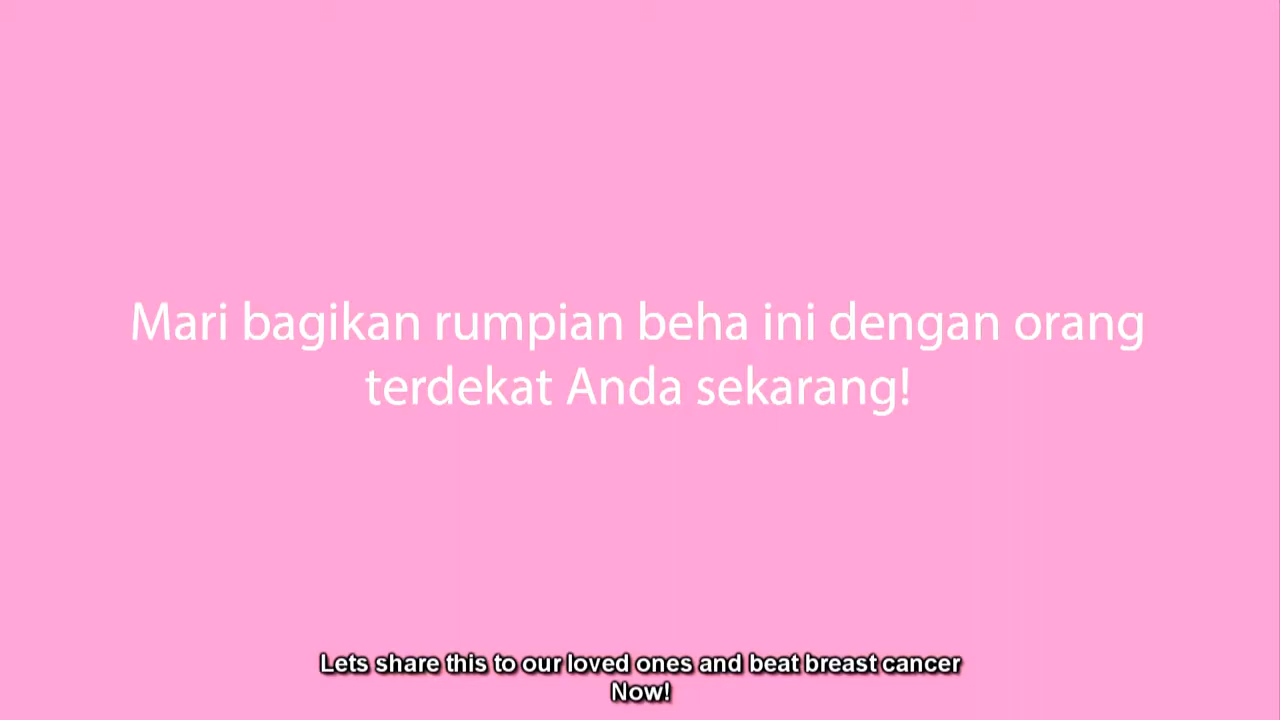 Mari bagikan rumpian beha ini dengan orang
terdekat Anda sekarang!
Lets share this to our loved ones and beat breast cancer
Now!